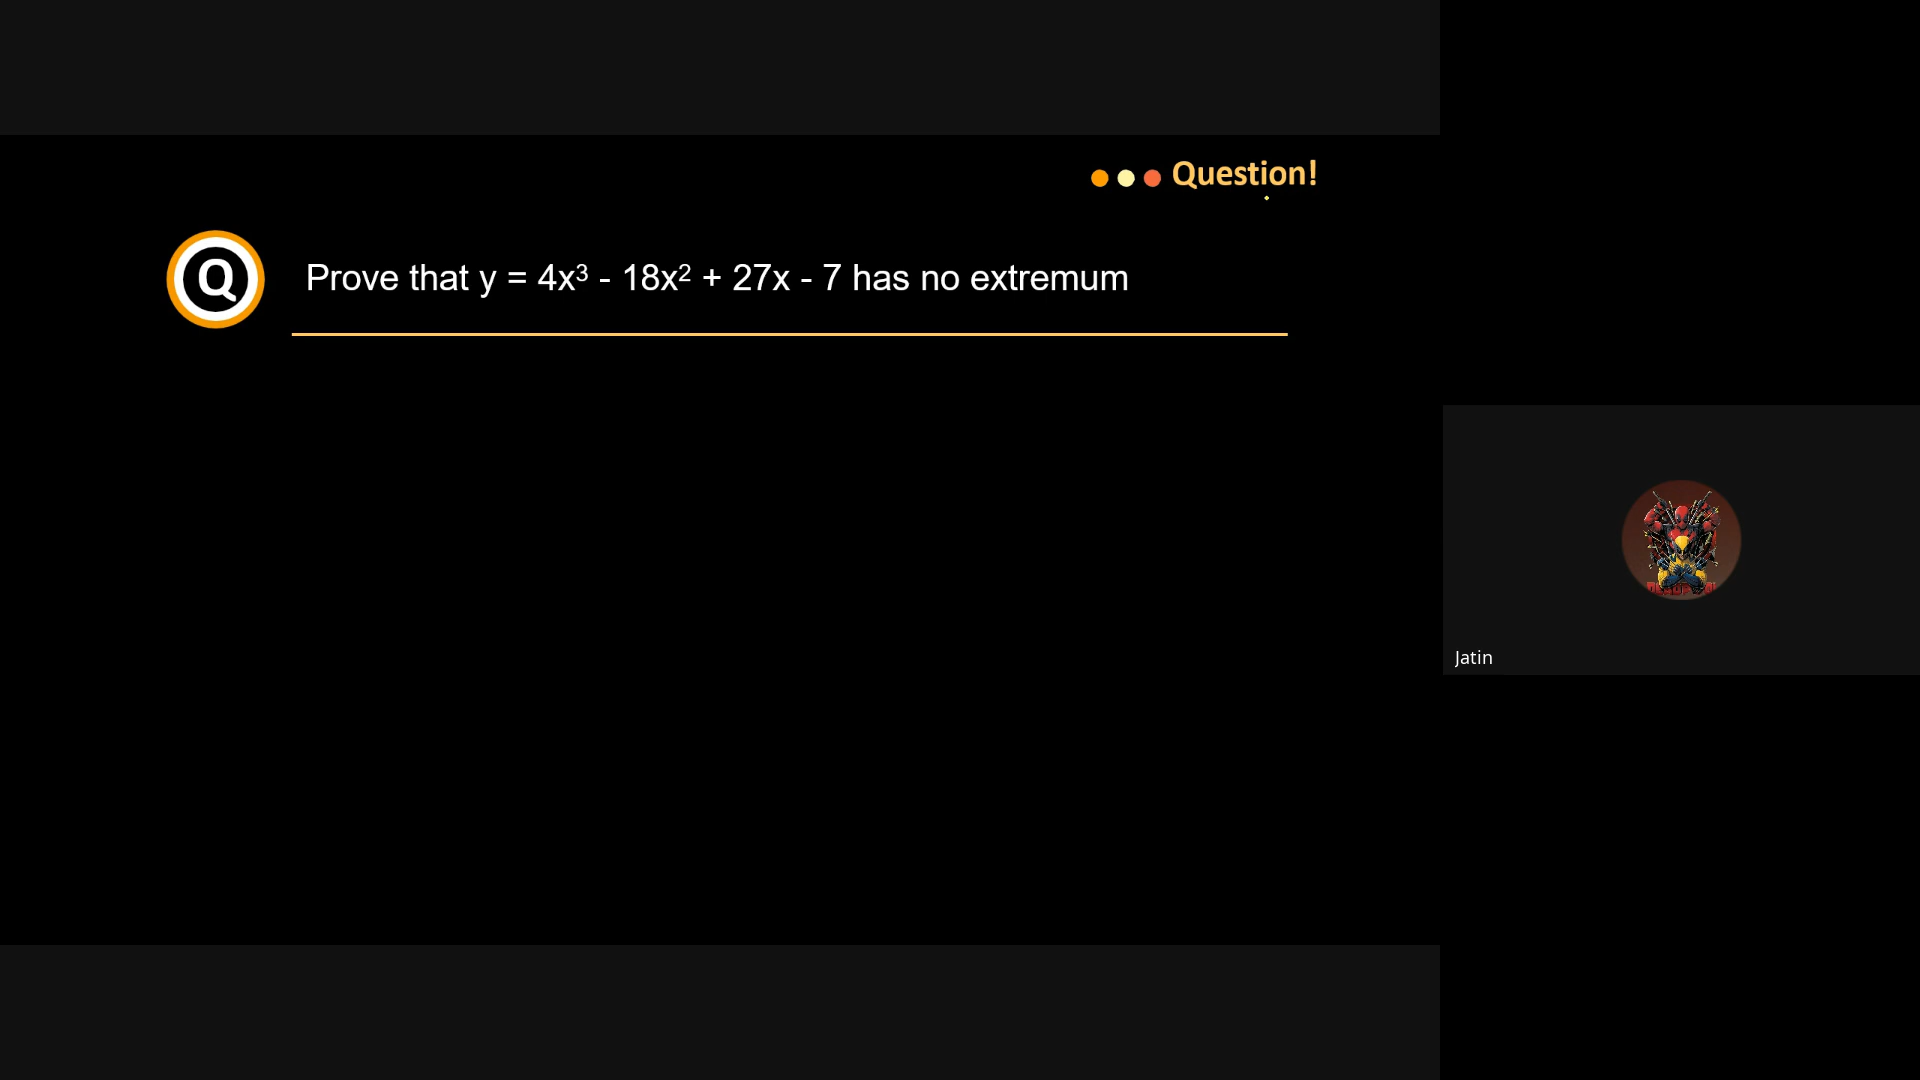 Question!
Q
Prove that y = 4x³ - 18x² + 27x - 7 has no extremum
Jatin